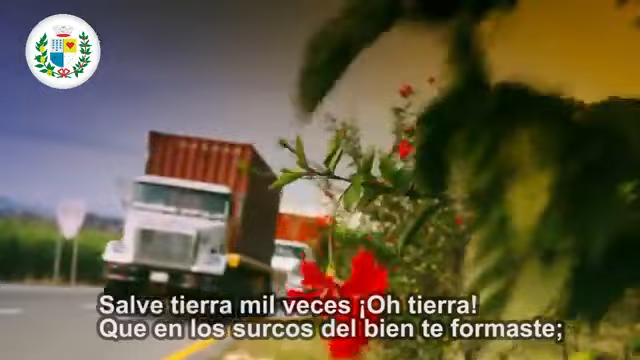 Salve tierra mil veces ¡Oh tierra!
Que en los surcos del bien te formaste;